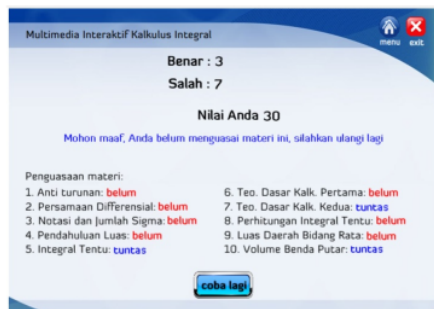 Multimedia Interaktif Kalkulus Integral
menu exit
Benar : 3
Salah : 7
Nilai Anda 30
Mohon maaf, Anda belum menguasai materi ini, silahkan ulangi lagi
Penguasaan materi:
1. Anti turunan: belum
2. Persamaan Differensial: belum
3. Notasi dan Jumlah Sigma: belum
4. Pendahuluan Luas: belum
5. Integral Tentu: tuntas
6. Teo. Dasar Kalk. Pertama: belum
7. Teo. Dasar Kalk. Kedua: tuntas
8. Perhitungan Integral Tentu: belum
9. Luas Daerah Bidang Rata: belum
10. Volume Benda Putar: tuntas
coba lagi